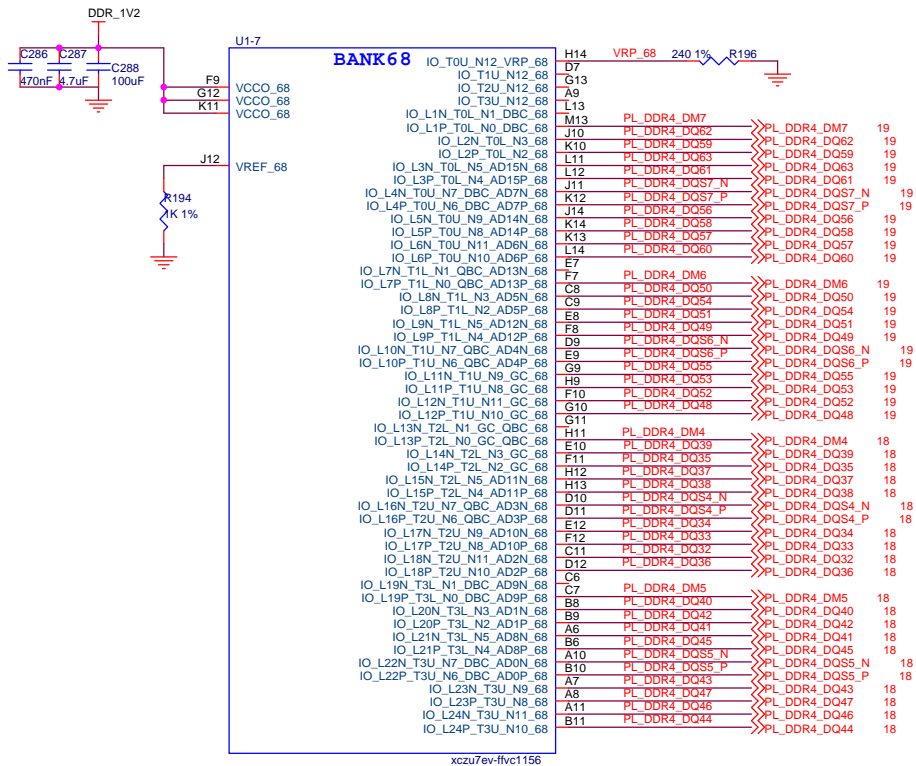 DDR_1V2
C286 C287 C288
470nF 4.7uF 100uF
U1-7
BANK68
F9 VCCO_68
G12 VCCO_68
K11 VCCO_68
J12 VREF_68
R194
1K 1%
IO_T0U_N12_VRP_68 H14 VRP_68 240 1% R196
IO_T1U_N12_68 D7
IO_T2U_N12_68 G13
IO_T3U_N12_68 A9
IO_L1N_T0L_N1_DBC_68 L13
IO_L1P_T0L_N0_DBC_68 M13 PL_DDR4_DM7 PL_DDR4_DM7 19
IO_L2N_T0L_N3_68 J10 PL_DDR4_DQ62 PL_DDR4_DQ62 19
IO_L2P_T0L_N2_68 K10 PL_DDR4_DQ59 PL_DDR4_DQ59 19
IO_L3N_T0L_N5_AD15N_68 L11 PL_DDR4_DQ63 PL_DDR4_DQ63 19
IO_L3P_T0L_N4_AD15P_68 L12 PL_DDR4_DQ61 PL_DDR4_DQ61 19
IO_L4N_T0U_N7_DBC_AD7N_68 J11 PL_DDR4_DQS7_N PL_DDR4_DQS7_N 19
IO_L4P_T0U_N6_DBC_AD7P_68 K12 PL_DDR4_DQS7_P PL_DDR4_DQS7_P 19
IO_L5N_T0U_N9_AD14N_68 J14 PL_DDR4_DQ56 PL_DDR4_DQ56 19
IO_L5P_T0U_N8_AD14P_68 K14 PL_DDR4_DQ58 PL_DDR4_DQ58 19
IO_L6N_T0U_N11_AD6N_68 K13 PL_DDR4_DQ57 PL_DDR4_DQ57 19
IO_L6P_T0U_N10_AD6P_68 L14 PL_DDR4_DQ60 PL_DDR4_DQ60 19
IO_L7N_T1L_N1_QBC_AD13N_68 E7
IO_L7P_T1L_N0_QBC_AD13P_68 F7 PL_DDR4_DM6 PL_DDR4_DM6 19
IO_L8N_T1L_N3_AD5N_68 C8 PL_DDR4_DQ50 PL_DDR4_DQ50 19
IO_L8P_T1L_N2_AD5P_68 C9 PL_DDR4_DQ54 PL_DDR4_DQ54 19
IO_L9N_T1L_N5_AD12N_68 E8 PL_DDR4_DQ51 PL_DDR4_DQ51 19
IO_L9P_T1L_N4_AD12P_68 F8 PL_DDR4_DQ49 PL_DDR4_DQ49 19
IO_L10N_T1U_N7_QBC_AD4N_68 D9 PL_DDR4_DQS6_N PL_DDR4_DQS6_N 19
IO_L10P_T1U_N6_QBC_AD4P_68 E9 PL_DDR4_DQS6_P PL_DDR4_DQS6_P 19
IO_L11N_T1U_N9_GC_68 G9 PL_DDR4_DQ55 PL_DDR4_DQ55 19
IO_L11P_T1U_N8_GC_68 H9 PL_DDR4_DQ53 PL_DDR4_DQ53 19
IO_L12N_T1U_N11_GC_68 F10 PL_DDR4_DQ52 PL_DDR4_DQ52 19
IO_L12P_T1U_N10_GC_68 G10 PL_DDR4_DQ48 PL_DDR4_DQ48 19
IO_L13N_T2L_N1_GC_QBC_68 G11
IO_L13P_T2L_N0_GC_QBC_68 H11 PL_DDR4_DM4 PL_DDR4_DM4 18
IO_L14N_T2L_N3_GC_68 E10 PL_DDR4_DQ39 PL_DDR4_DQ39 18
IO_L14P_T2L_N2_GC_68 F11 PL_DDR4_DQ35 PL_DDR4_DQ35 18
IO_L15N_T2L_N5_AD11N_68 H12 PL_DDR4_DQ37 PL_DDR4_DQ37 18
IO_L15P_T2L_N4_AD11P_68 H13 PL_DDR4_DQ38 PL_DDR4_DQ38 18
IO_L16N_T2U_N7_QBC_AD3N_68 D10 PL_DDR4_DQS4_N PL_DDR4_DQS4_N 18
IO_L16P_T2U_N6_QBC_AD3P_68 D11 PL_DDR4_DQS4_P PL_DDR4_DQS4_P 18
IO_L17N_T2U_N9_AD10N_68 E12 PL_DDR4_DQ34 PL_DDR4_DQ34 18
IO_L17P_T2U_N8_AD10P_68 F12 PL_DDR4_DQ33 PL_DDR4_DQ33 18
IO_L18N_T2U_N11_AD2N_68 C11 PL_DDR4_DQ32 PL_DDR4_DQ32 18
IO_L18P_T2U_N10_AD2P_68 D12 PL_DDR4_DQ36 PL_DDR4_DQ36 18
IO_L19N_T3L_N1_DBC_AD9N_68 C6
IO_L19P_T3L_N0_DBC_AD9P_68 C7 PL_DDR4_DM5 PL_DDR4_DM5 18
IO_L20N_T3L_N3_AD1N_68 B8 PL_DDR4_DQ40 PL_DDR4_DQ40 18
IO_L20P_T3L_N2_AD1P_68 B9 PL_DDR4_DQ42 PL_DDR4_DQ42 18
IO_L21N_T3L_N5_AD8N_68 A6 PL_DDR4_DQ41 PL_DDR4_DQ41 18
IO_L21P_T3L_N4_AD8P_68 B6 PL_DDR4_DQ45 PL_DDR4_DQ45 18
IO_L22N_T3U_N7_DBC_AD0N_68 A10 PL_DDR4_DQS5_N PL_DDR4_DQS5_N 18
IO_L22P_T3U_N6_DBC_AD0P_68 B10 PL_DDR4_DQS5_P PL_DDR4_DQS5_P 18
IO_L23N_T3U_N9_68 A7 PL_DDR4_DQ43 PL_DDR4_DQ43 18
IO_L23P_T3U_N8_68 A8 PL_DDR4_DQ47 PL_DDR4_DQ47 18
IO_L24N_T3U_N11_68 A11 PL_DDR4_DQ46 PL_DDR4_DQ46 18
IO_L24P_T3U_N10_68 B11 PL_DDR4_DQ44 PL_DDR4_DQ44 18
xczu7ev-ffvc1156